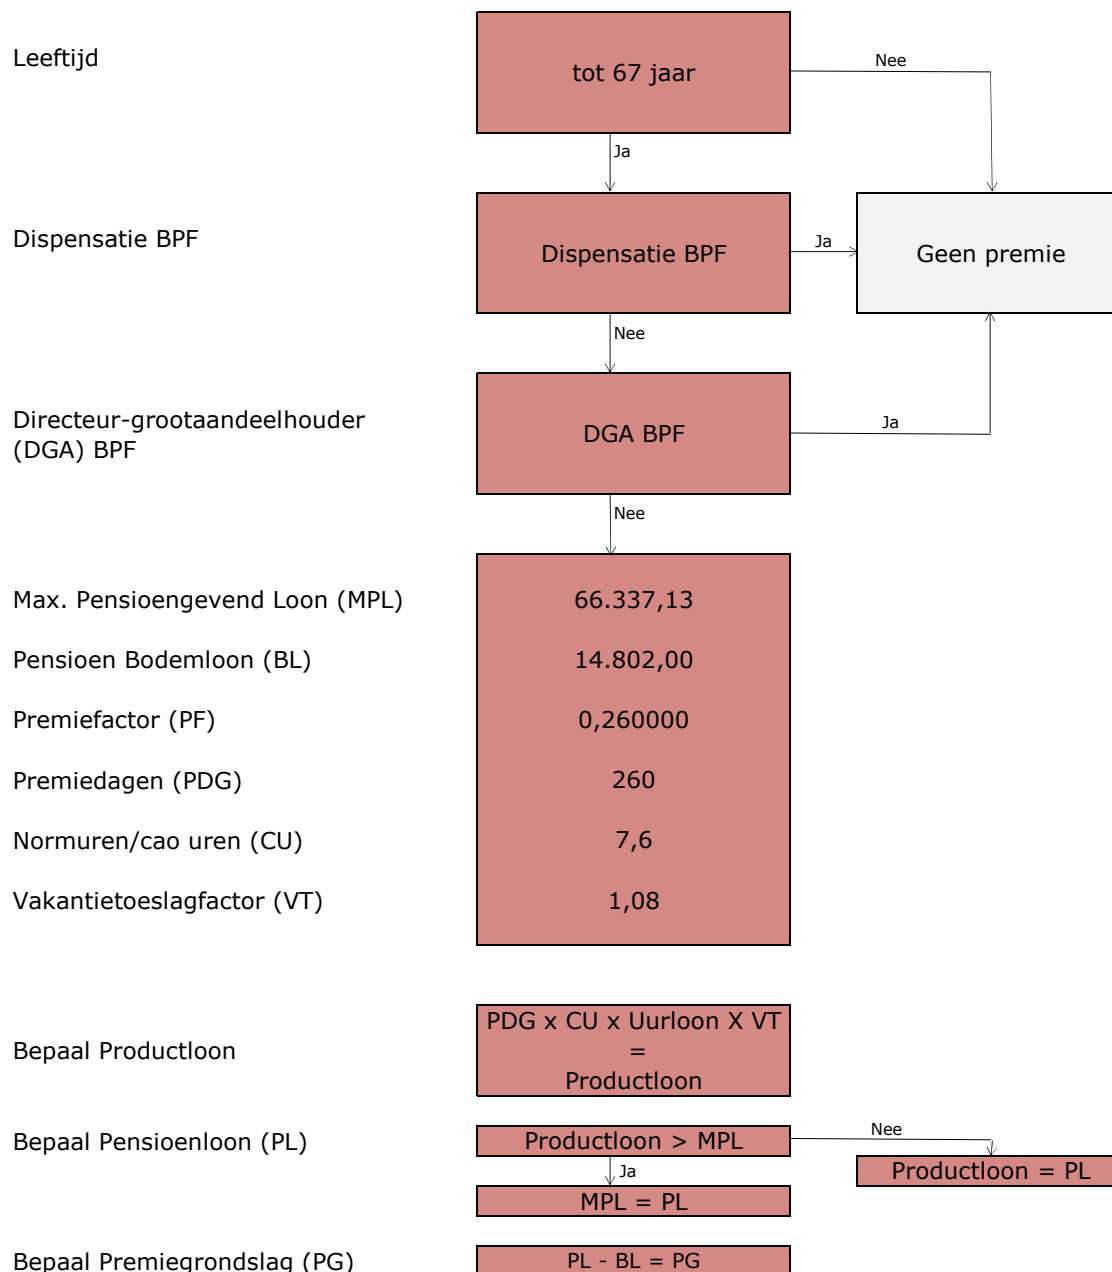 Leeftijd
tot 67 jaar
Nee
Ja
Dispensatie BPF
Dispensatie BPF
Ja
Geen premie
Nee
Directeur-grootaandeelhouder
(DGA) BPF
DGA BPF
Ja
Nee
Max. Pensioengevend Loon (MPL)
66.337,13
Pensioen Bodemloon (BL)
14.802,00
Premiefactor (PF)
0,260000
Premiedagen (PDG)
260
Normuren/cao uren (CU)
7,6
Vakantietoeslagfactor (VT)
1,08
Bepaal Productloon
PDG x CU x Uurloon X VT
=
Productloon
Bepaal Pensioenloon (PL)
Productloon > MPL
Nee
Productloon = PL
Ja
MPL = PL
Bepaal Premiegrondslag (PG)
PL - BL = PG